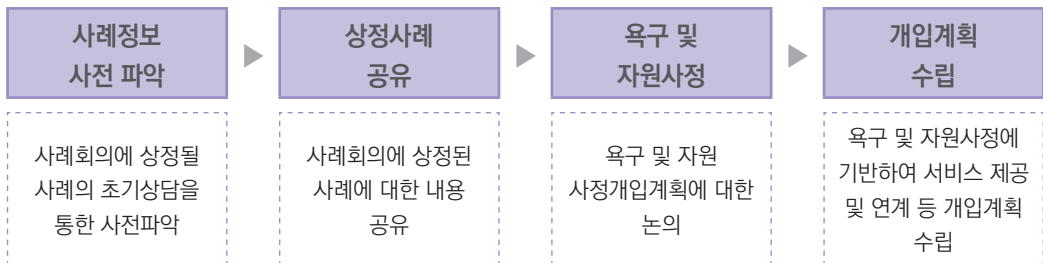 사례정보
사전 파악
상정사례
공유
욕구 및
자원사정
개입계획
수립
사례회의에 상정될
사례의 초기상담을
통한 사전파악
사례회의에 상정된
사례에 대한 내용
공유
욕구 및 자원
사정개입계획에 대한
논의
욕구 및 자원사정에
기반하여 서비스 제공
및 연계 등 개입계획
수립